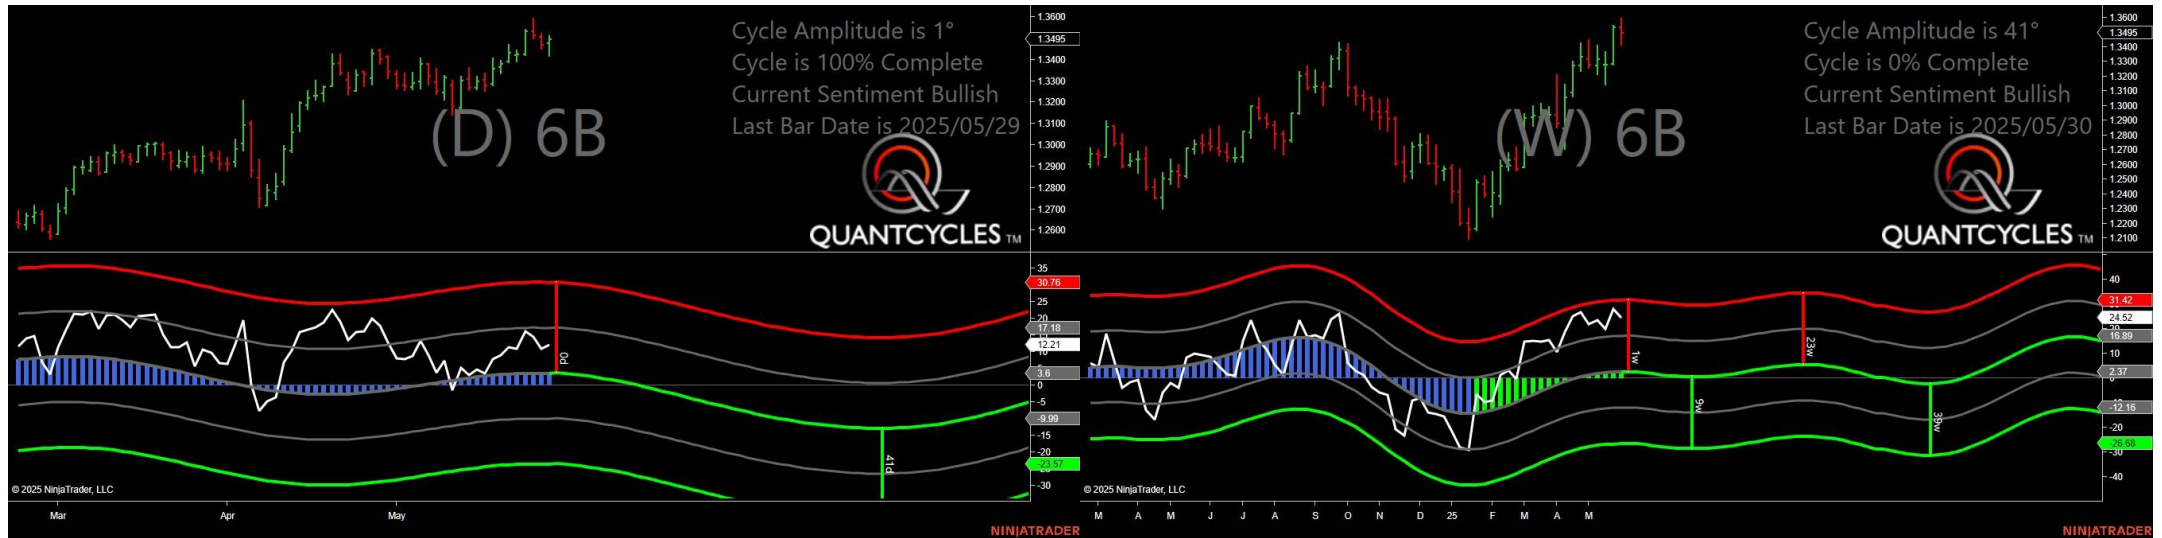 Cycle Amplitude is 1°
Cycle is 100% Complete
Current Sentiment Bullish
Last Bar Date is 2025/05/29
(D) 6B
QUANTCYCLES TM
1.3600
1.3495
1.3400
1.3300
1.3200
1.3100
1.3000
1.2900
1.2800
1.2700
1.2600
35
30.76
25
20
17.18
12.21
10
3.6
0
-5
-9.99
-15
-20
-23.57
-30
0d
41d
© 2025 NinjaTrader, LLC
Mar
Apr
May
NINJATRADER
Cycle Amplitude is 41°
Cycle is 0% Complete
Current Sentiment Bullish
Last Bar Date is 2025/05/30
(W) 6B
QUANTCYCLES TM
1.3600
1.3495
1.3400
1.3300
1.3200
1.3100
1.3000
1.2900
1.2800
1.2700
1.2600
1.2500
1.2400
1.2300
1.2200
1.2100
40
31.42
24.52
16.89
10
2.37
-12.16
-20
-26.68
-30
-40
1w
9w
23w
39w
© 2025 NinjaTrader, LLC
M A M J J A S O N D 25 F M A M
NINJATRADER